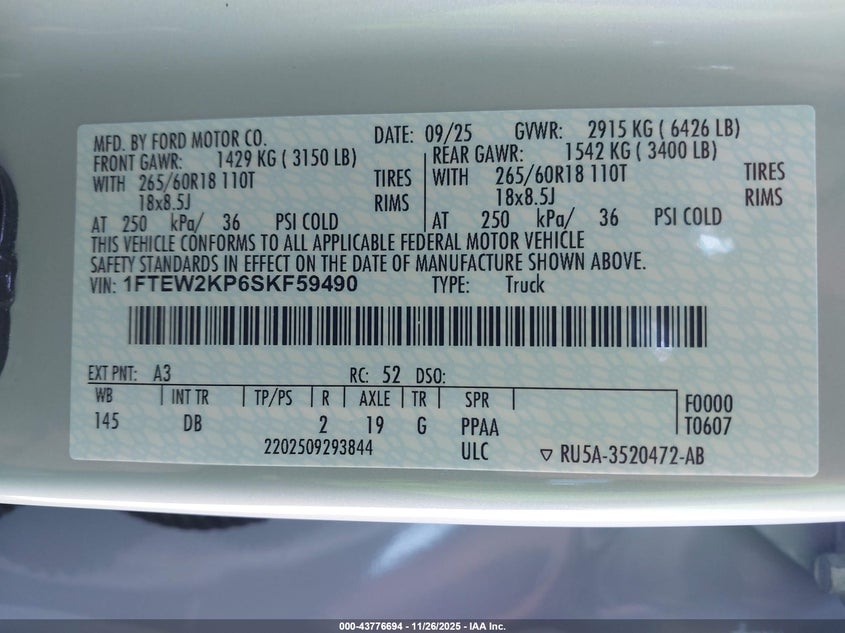 MFD. BY FORD MOTOR CO. DATE: 09/25 GVWR: 2915 KG ( 6426 LB)
FRONT GAWR: 1429 KG ( 3150 LB) REAR GAWR: 1542 KG ( 3400 LB)
WITH 265/60R18 110T TIRES WITH 265/60R18 110T TIRES
18x8.5J RIMS 18x8.5J RIMS
AT 250 kPa/ 36 PSI COLD AT 250 kPa/ 36 PSI COLD
THIS VEHICLE CONFORMS TO ALL APPLICABLE FEDERAL MOTOR VEHICLE
SAFETY STANDARDS IN EFFECT ON THE DATE OF MANUFACTURE SHOWN ABOVE.
VIN: 1FTEW2KP6SKF59490 TYPE: Truck
EXT PNT: A3 RC: 52 DSO:
WB INT TR TP/PS R AXLE TR SPR F0000
145 DB 2 19 G PPAA T0607
2202509293844 ULC ▽ RU5A-3520472-AB
000-43776694 - 11/26/2025 - IAA Inc.